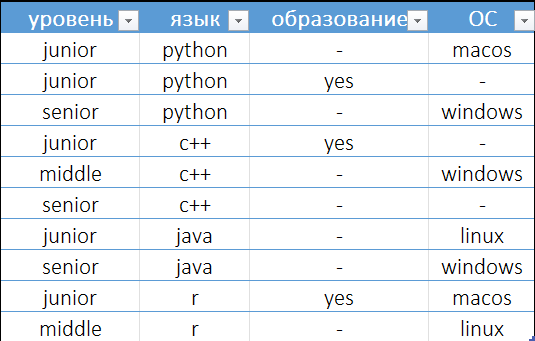 уровень язык образование ОС
junior python - macos
junior python yes -
senior python - windows
junior c++ yes -
middle c++ - windows
senior c++ - -
junior java - linux
senior java - windows
junior r yes macos
middle r - linux